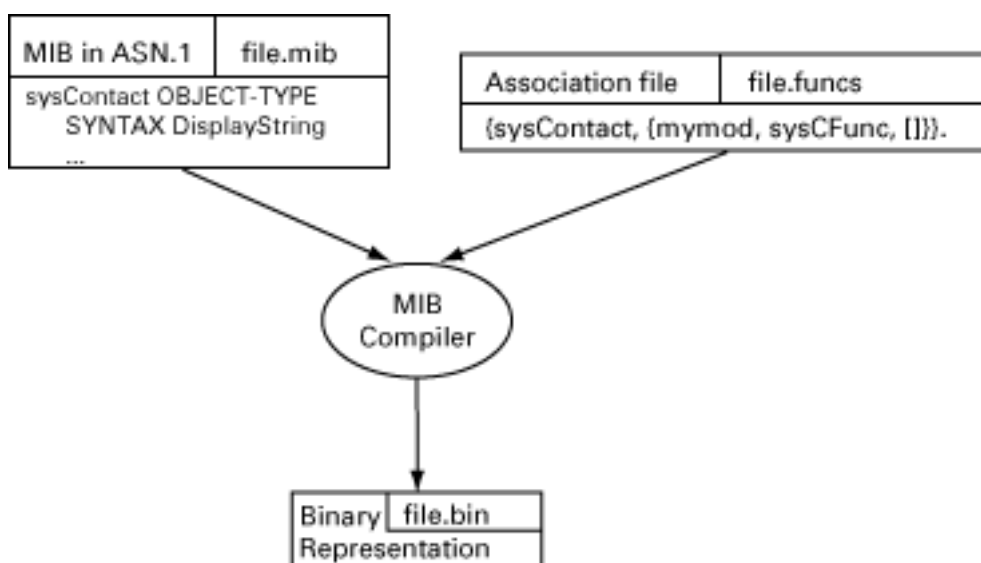 MIB in ASN.1
file.mib
sysContact OBJECT-TYPE
SYNTAX DisplayString
...
Association file
file.funcs
{sysContact, {mymod, sysCFunc, []}}.
MIB
Compiler
Binary
file.bin
Representation